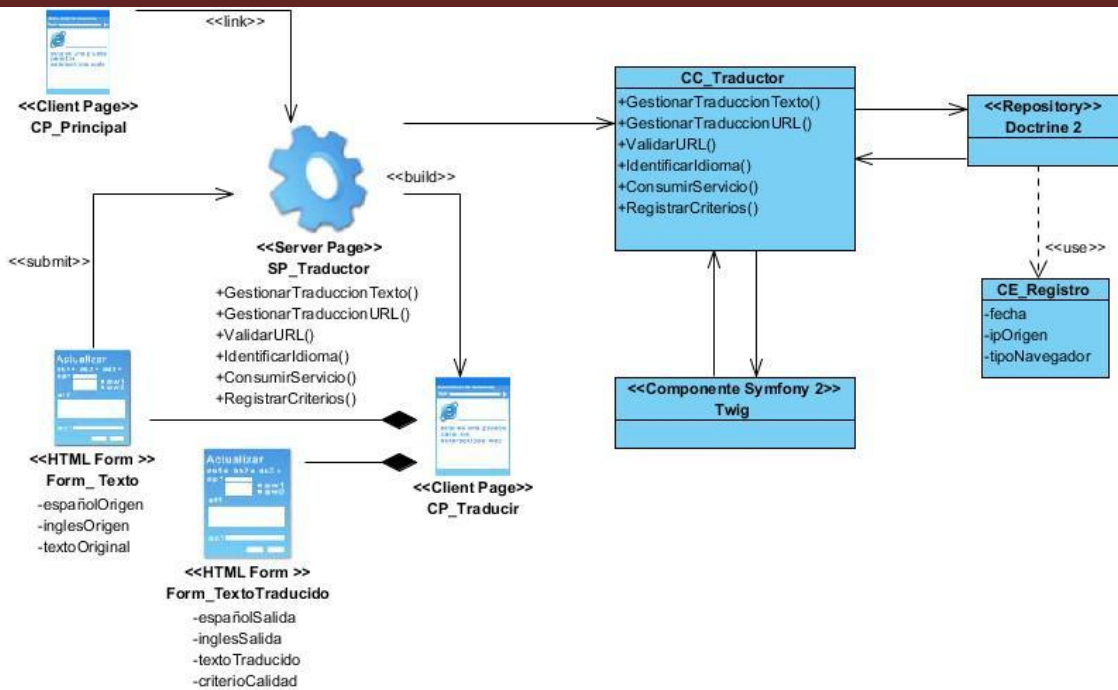 <<link>>
<<Client Page>>
CP_Principal
<<submit>>
<<build>>
<<Server Page>>
SP_Traductor
+GestionarTraduccionTexto()
+GestionarTraduccionURL()
+ValidarURL()
+IdentificarIdioma()
+ConsumirServicio()
+RegistrarCriterios()
Actualizar
<<HTML Form >>
Form_ Texto
-españolOrigen
-inglesOrigen
-textoOriginal
Actualizar
<<HTML Form >>
Form_TextoTraducido
-españolSalida
-inglesSalida
-textoTraducido
-criterioCalidad
<<Client Page>>
CP_Traducir
CC_Traductor
+GestionarTraduccionTexto()
+GestionarTraduccionURL()
+ValidarURL()
+IdentificarIdioma()
+ConsumirServicio()
+RegistrarCriterios()
<<Componente Symfony 2>>
Twig
<<Repository>>
Doctrine 2
<<use>>
CE_Registro
-fecha
-ipOrigen
-tipoNavegador